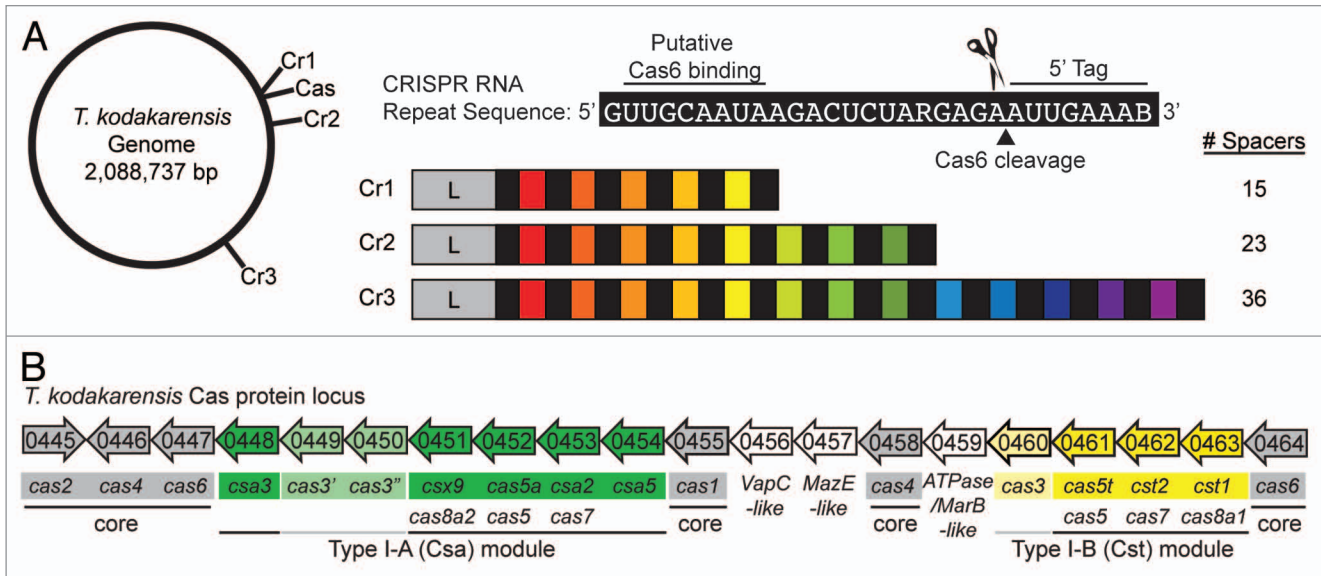 A
T. kodakarensis
Genome
2,088,737 bp
Cr1
Cas
Cr2
Cr3
Putative
Cas6 binding
5’ Tag
CRISPR RNA
Repeat Sequence: 5’ GUUGCAAUAAGACUCUARGAGAAUUGAAAB 3’
Cas6 cleavage
# Spacers
Cr1 L 15
Cr2 L 23
Cr3 L 36
B
T. kodakarensis Cas protein locus
0445 0446 0447 0448 0449 0450 0451 0452 0453 0454 0455 0456 0457 0458 0459 0460 0461 0462 0463 0464
cas2 cas4 cas6 csa3 cas3’ cas3” csx9 cas5a csa2 csa5 cas1 VapC MazE cas4 ATPase cas3 cas5t cst2 cst1 cas6
-like -like /MarB
cas8a2 cas5 cas7 -like cas5 cas7 cas8a1
core core core core
Type I-A (Csa) module Type I-B (Cst) module